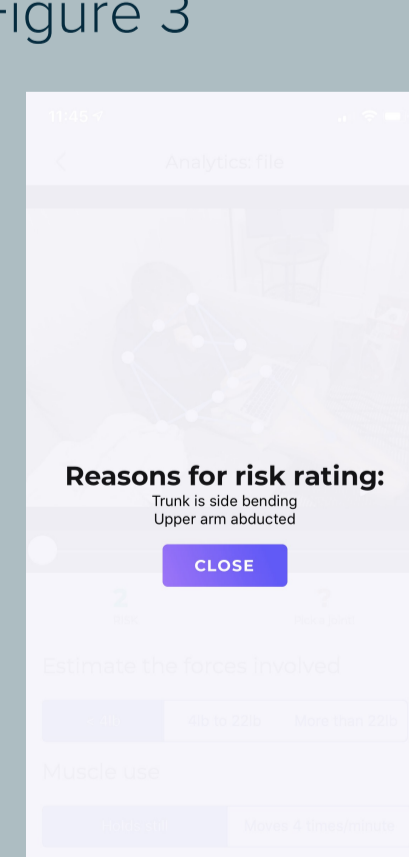 Figure 3
11:45
Analytics: file
Reasons for risk rating:
Trunk is side bending
Upper arm abducted
CLOSE
2
?
Estimate the forces involved
4lb to 22lb
More than 22lb
Muscle use
Moves 4 times/minute